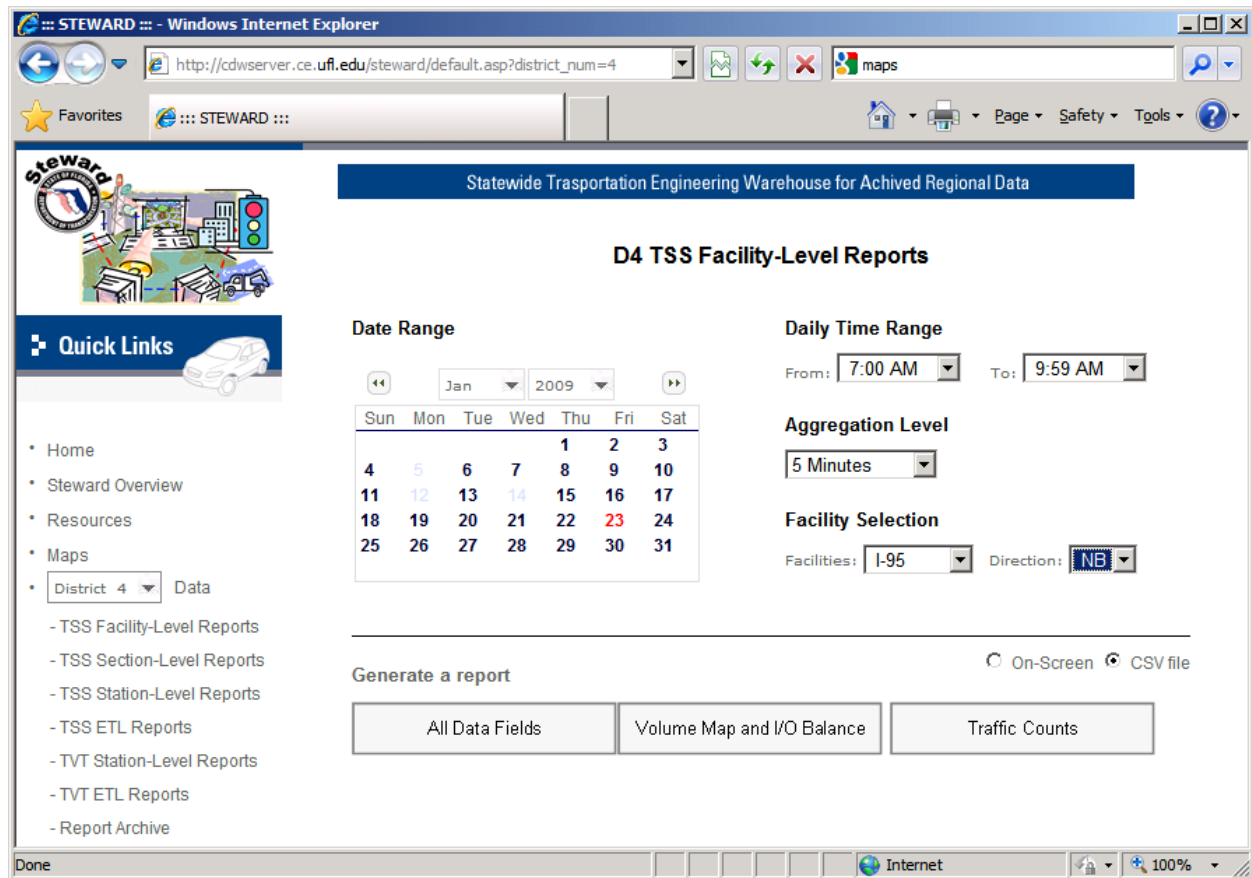 ::: STEWARD ::: - Windows Internet Explorer
http://cdwserver.ce.ufl.edu/steward/default.asp?district_num=4
maps
Favorites
::: STEWARD :::
Page
Safety
Tools
Steward
Statewide Trasportation Engineering Warehouse for Achived Regional Data
D4 TSS Facility-Level Reports
Quick Links
Home
Steward Overview
Resources
Maps
District 4 Data
- TSS Facility-Level Reports
- TSS Section-Level Reports
- TSS Station-Level Reports
- TSS ETL Reports
- TVT Station-Level Reports
- TVT ETL Reports
- Report Archive
Date Range
Jan 2009
Sun Mon Tue Wed Thu Fri Sat
1 2 3
4 5 6 7 8 9 10
11 12 13 14 15 16 17
18 19 20 21 22 23 24
25 26 27 28 29 30 31
Daily Time Range
From: 7:00 AM To: 9:59 AM
Aggregation Level
5 Minutes
Facility Selection
Facilities: I-95 Direction: NB
Generate a report
On-Screen CSV file
All Data Fields Volume Map and I/O Balance Traffic Counts
Done
Internet
100%